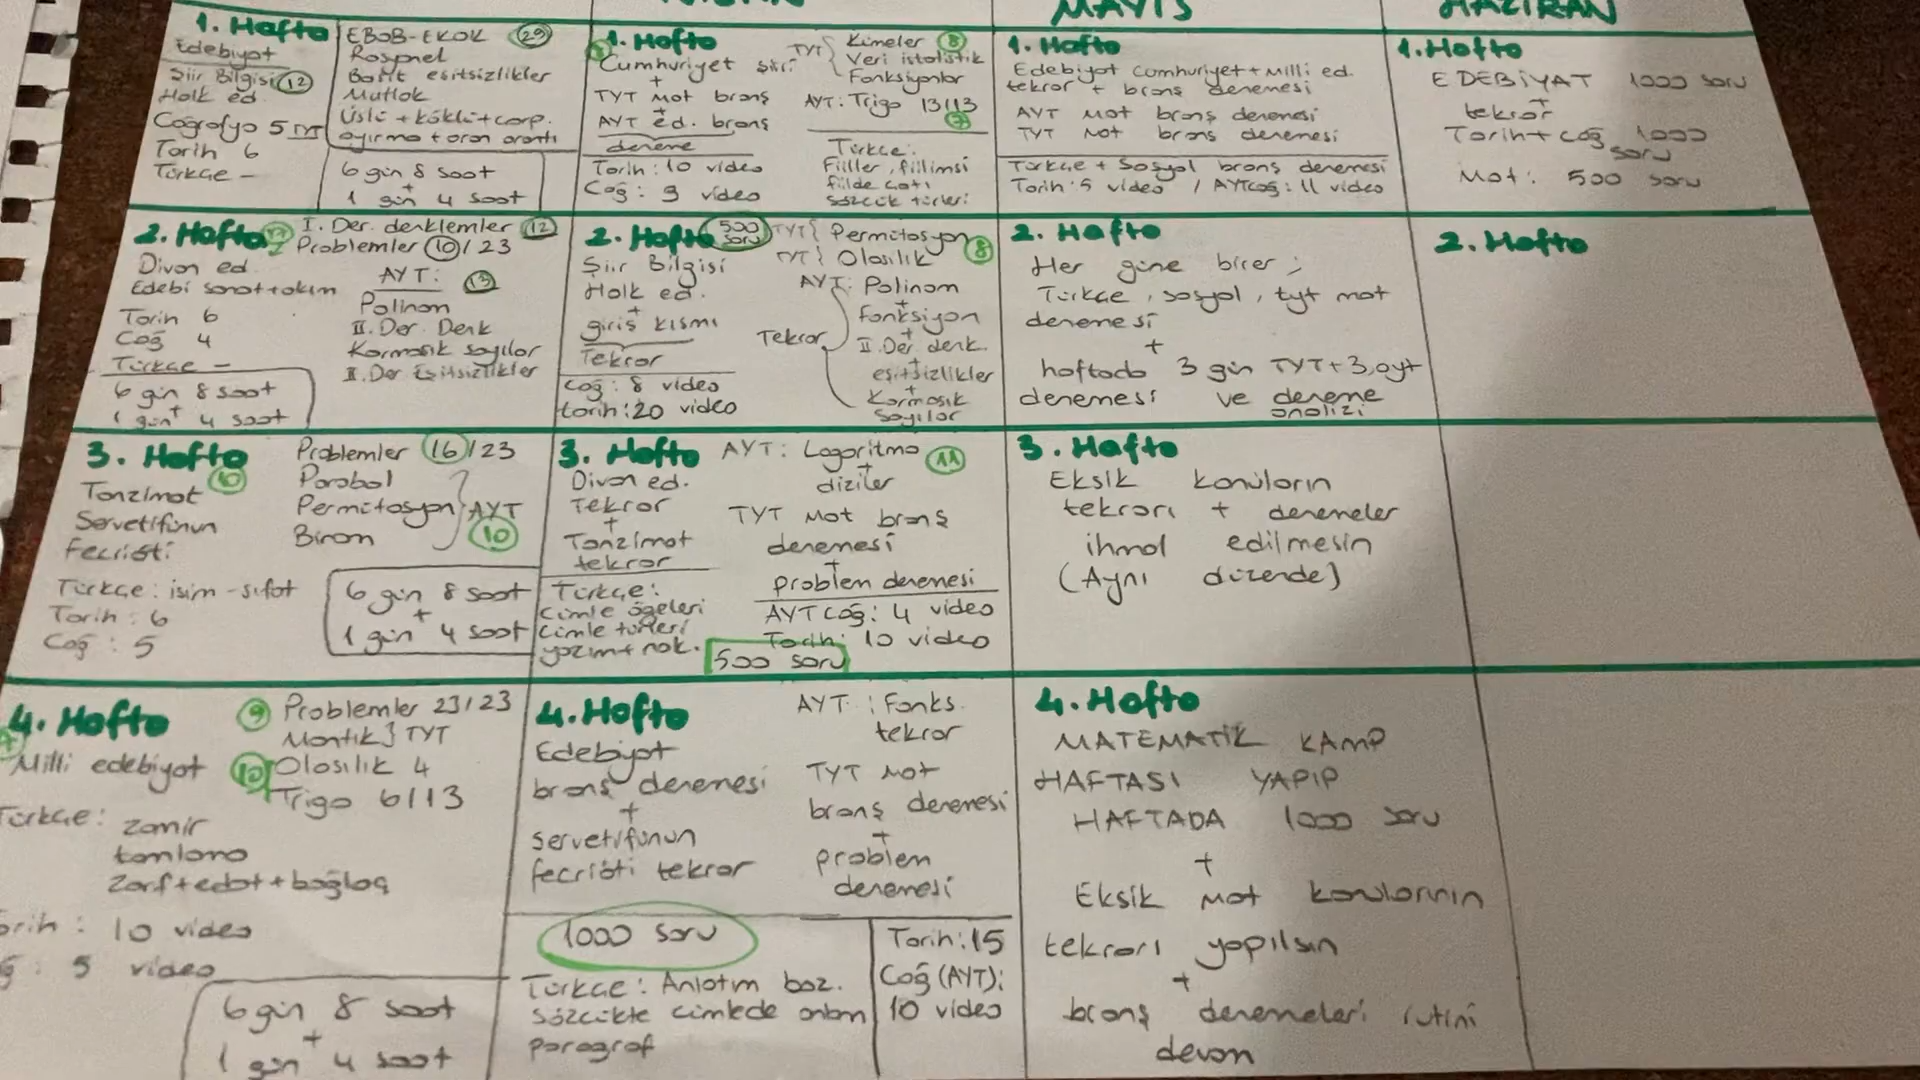 MAYIS
HAZİRAN
1. Hafta
Edebiyat
Şiir Bilgisi 12
Halk ed.
Coğrafya 5 TYT
Tarih 6
Türkçe -
EBOB-EKOK 29
Rasyonel
Basit eşitsizlikler
Mutlak
Üslü + köklü + çarp.
ayırma + oran orantı
6 gün 8 saat
+
1 gün 4 saat
1. Hafta
Cumhuriyet şiiri
+
TYT Mat branş
+
AYT ed. branş
deneme
Tarih: 10 video
Coğ: 9 video
TYT { Kümeler 8
Veri istatistik
Fonksiyonlar
AYT: Trigo 13/13
7
Türkçe:
Fiiller, fiilimsi
fiilde çatı
sözcük türleri
1. Hafta
Edebiyat Cumhuriyet + Milli ed.
tekrar + branş denemesi
AYT Mat branş denemesi
TYT Mat branş denemesi
Türkçe + Sosyal branş denemesi
Tarih: 5 video / AYTCoğ: 11 video
1. Hafta
EDEBİYAT 1000 soru
+
tekrar
Tarih + Coğ 1000
soru
Mat: 500 soru
2. Hafta 17
Divan ed.
Edebi sanat + akım
Tarih 6
Coğ 4
Türkçe -
6 gün 8 saat
+
1 gün 4 saat
I. Der. denklemler 12
Problemler 10/23
AYT: 13
Polinom
II. Der. Denk
Karmaşık sayılar
II. Der Eşitsizlikler
2. Hafta 500 soru
Şiir Bilgisi
Halk ed.
+
giriş kısmı
Tekrar
Coğ: 8 video
tarih: 20 video
TYT { Permütasyon
TYT } Olasılık 8
AYT: Polinom
+
Fonksiyon
+
II. Der denk.
+
eşitsizlikler
+
Karmaşık
Sayılar
Tekrar
2. Hafta
Her güne birer;
Türkçe, sosyal, tyt mat
denemesi
+
haftada 3 gün TYT + 3, ayt
denemesi ve deneme
analizi
2. Hafta
3. Hafta
10
Tanzimat
Servetifünun
Fecriati
Türkçe: isim - sıfat
Tarih: 6
Coğ: 5
Problemler 16/23
Parabol
Permütasyon } AYT
Binom 10
6 gün 8 saat
+
1 gün 4 saat
3. Hafta
Divan ed.
Tekrar
+
Tanzimat
tekrar
Türkçe:
Cümle ögeleri
Cümle türleri
yazım + nok.
AYT: Logaritma 11
+
diziler
TYT Mat branş
denemesi
+
problem denemesi
AYTCoğ: 4 video
Tarih: 10 video
500 soru
3. Hafta
Eksik konuların
tekrarı + denemeler
ihmal edilmesin
(Aynı düzende)
4. Hafta
Milli edebiyat
Türkçe: zamir
tamlama
Zarf + edat + bağlaç
arih: 10 video
ğ: 5 video
9 Problemler 23/23
Mantık } TYT
10 Olasılık 4
Trigo 6/13
6 gün 8 saat
+
1 gün 4 saat
4. Hafta
Edebiyat
branş denemesi
+
servetifünun
fecriati tekrar
AYT: Fonks.
tekrar
TYT Mat
branş denemesi
+
problem
denemesi
1000 soru
Türkçe: Anlatım boz.
Sözcükte cümlede anlam
paragraf
Tarih: 15
Coğ (AYT):
10 video
4. Hafta
MATEMATİK KAMP
HAFTASI YAPIP
HAFTADA 1000 soru
+
Eksik Mat konularının
tekrarı yapılsın
+
branş denemeleri rutini
devam